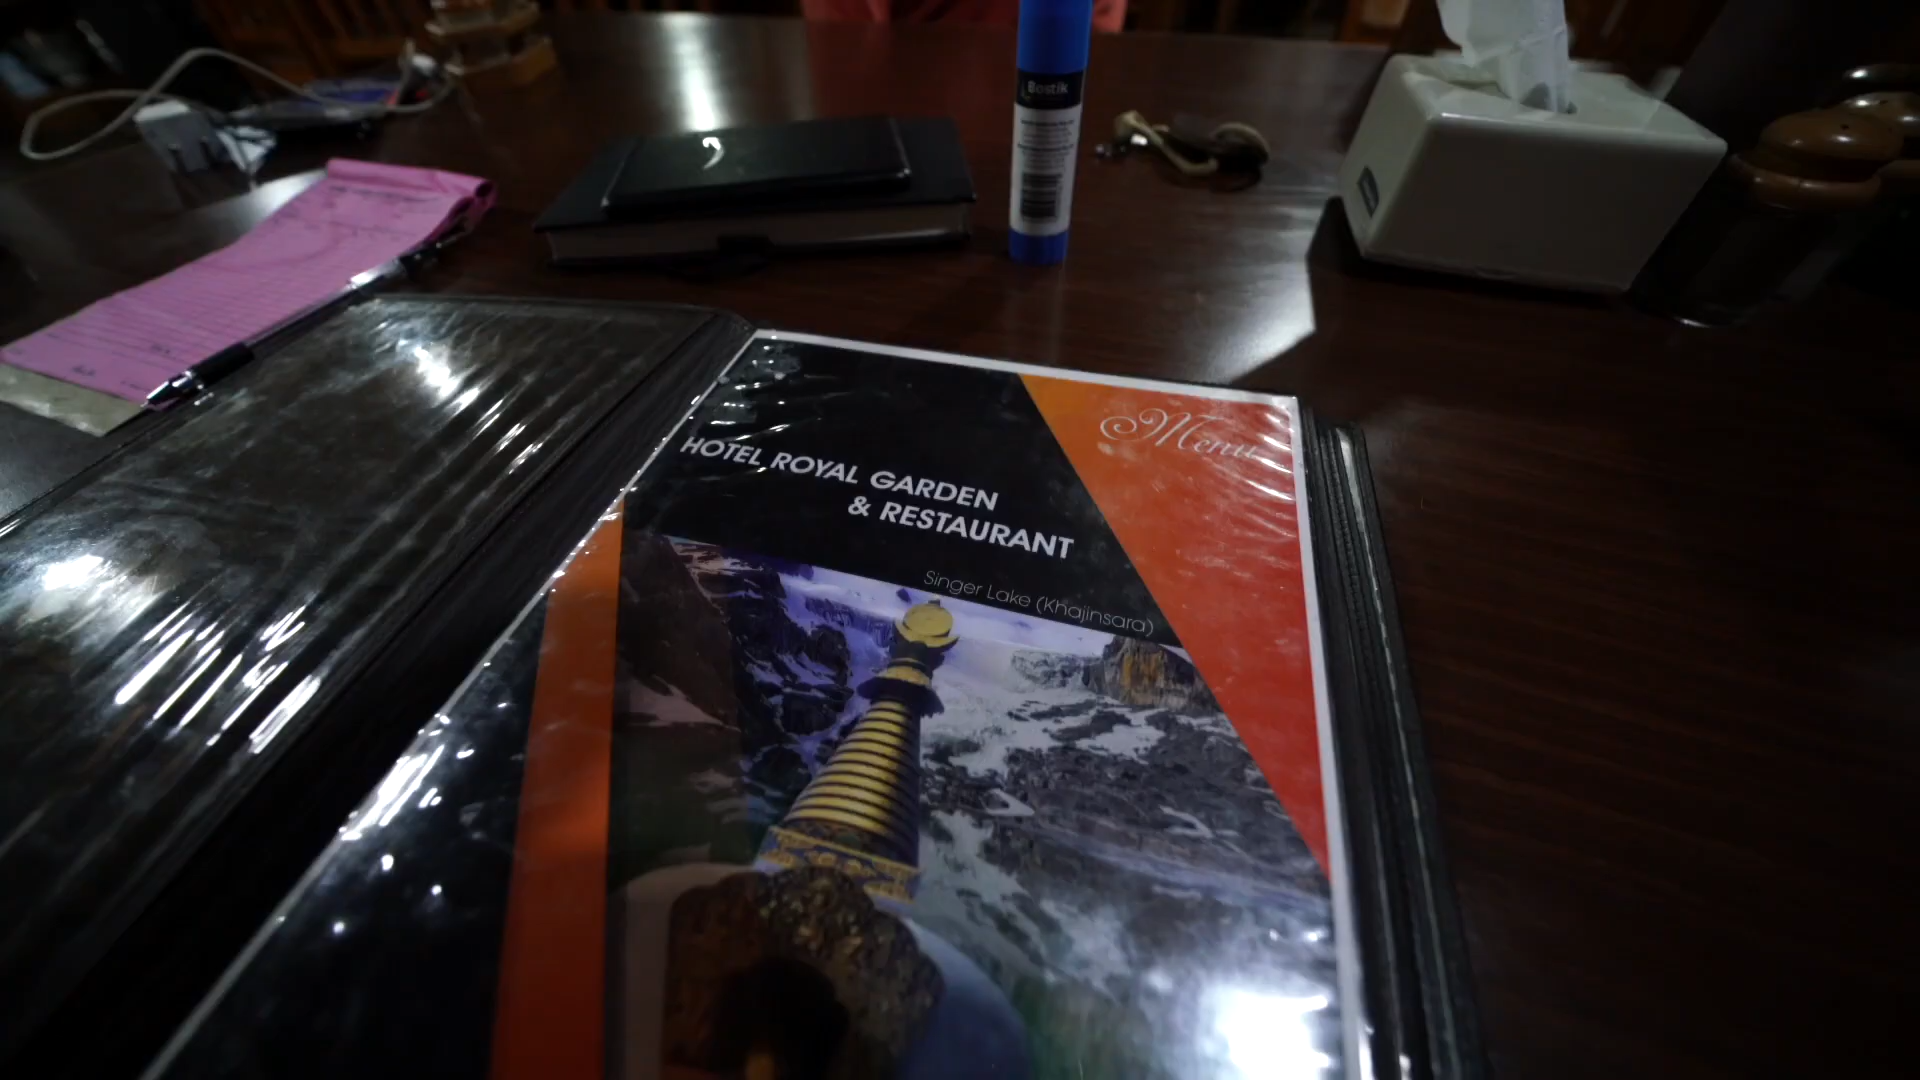 Bostik
Menu
HOTEL ROYAL GARDEN
& RESTAURANT
Singer Lake (Khajinsara)